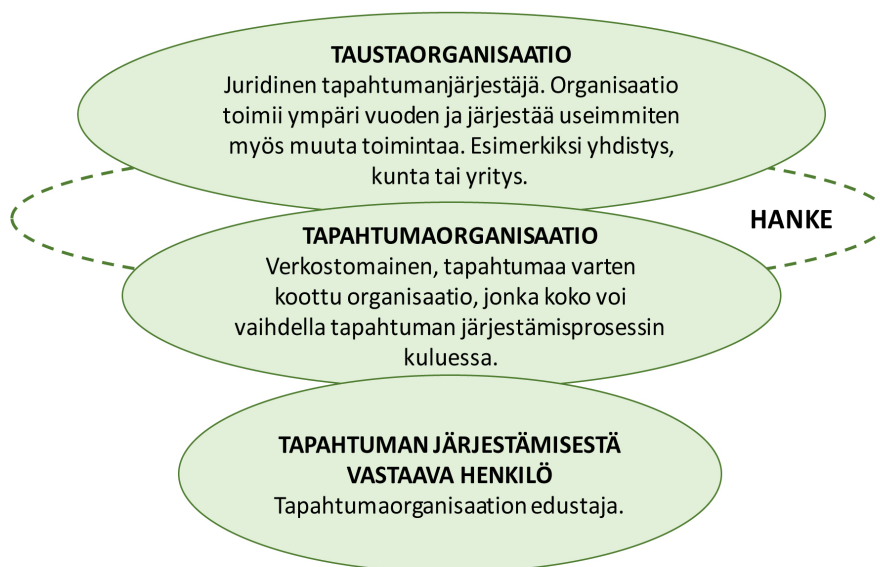 TAUSTAORGANISAATIO
Juridinen tapahtumanjärjestäjä. Organisaatio
toimii ympäri vuoden ja järjestää useimmiten
myös muuta toimintaa. Esimerkiksi yhdistys,
kunta tai yritys.
HANKE
TAPAHTUMAORGANISAATIO
Verkostomainen, tapahtumaa varten
koottu organisaatio, jonka koko voi
vaihdella tapahtuman järjestämisprosessin
kuluessa.
TAPAHTUMAN JÄRJESTÄMISESTÄ
VASTAAVA HENKILÖ
Tapahtumaorganisaation edustaja.